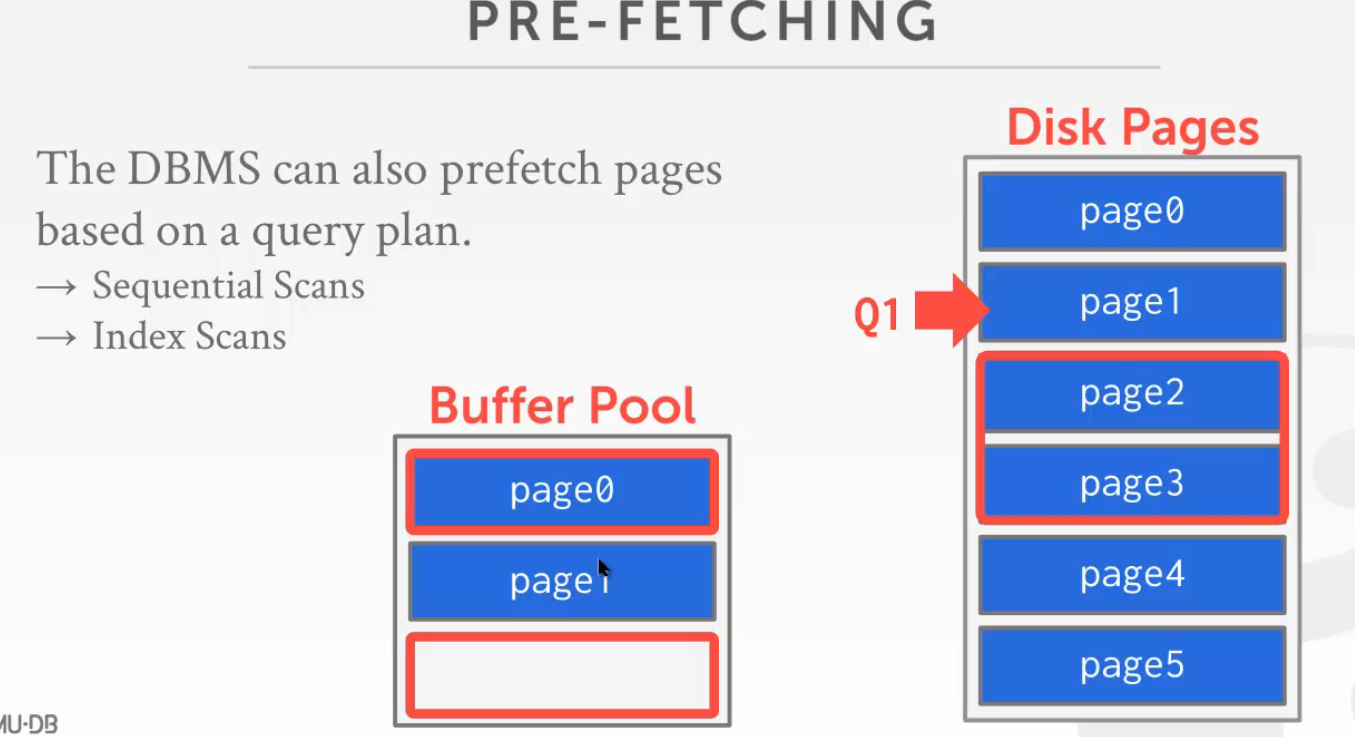 PRE-FETCHING
The DBMS can also prefetch pages
based on a query plan.
→ Sequential Scans
→ Index Scans
Buffer Pool
page0
page1
Disk Pages
page0
Q1
page1
page2
page3
page4
page5
MU·DB